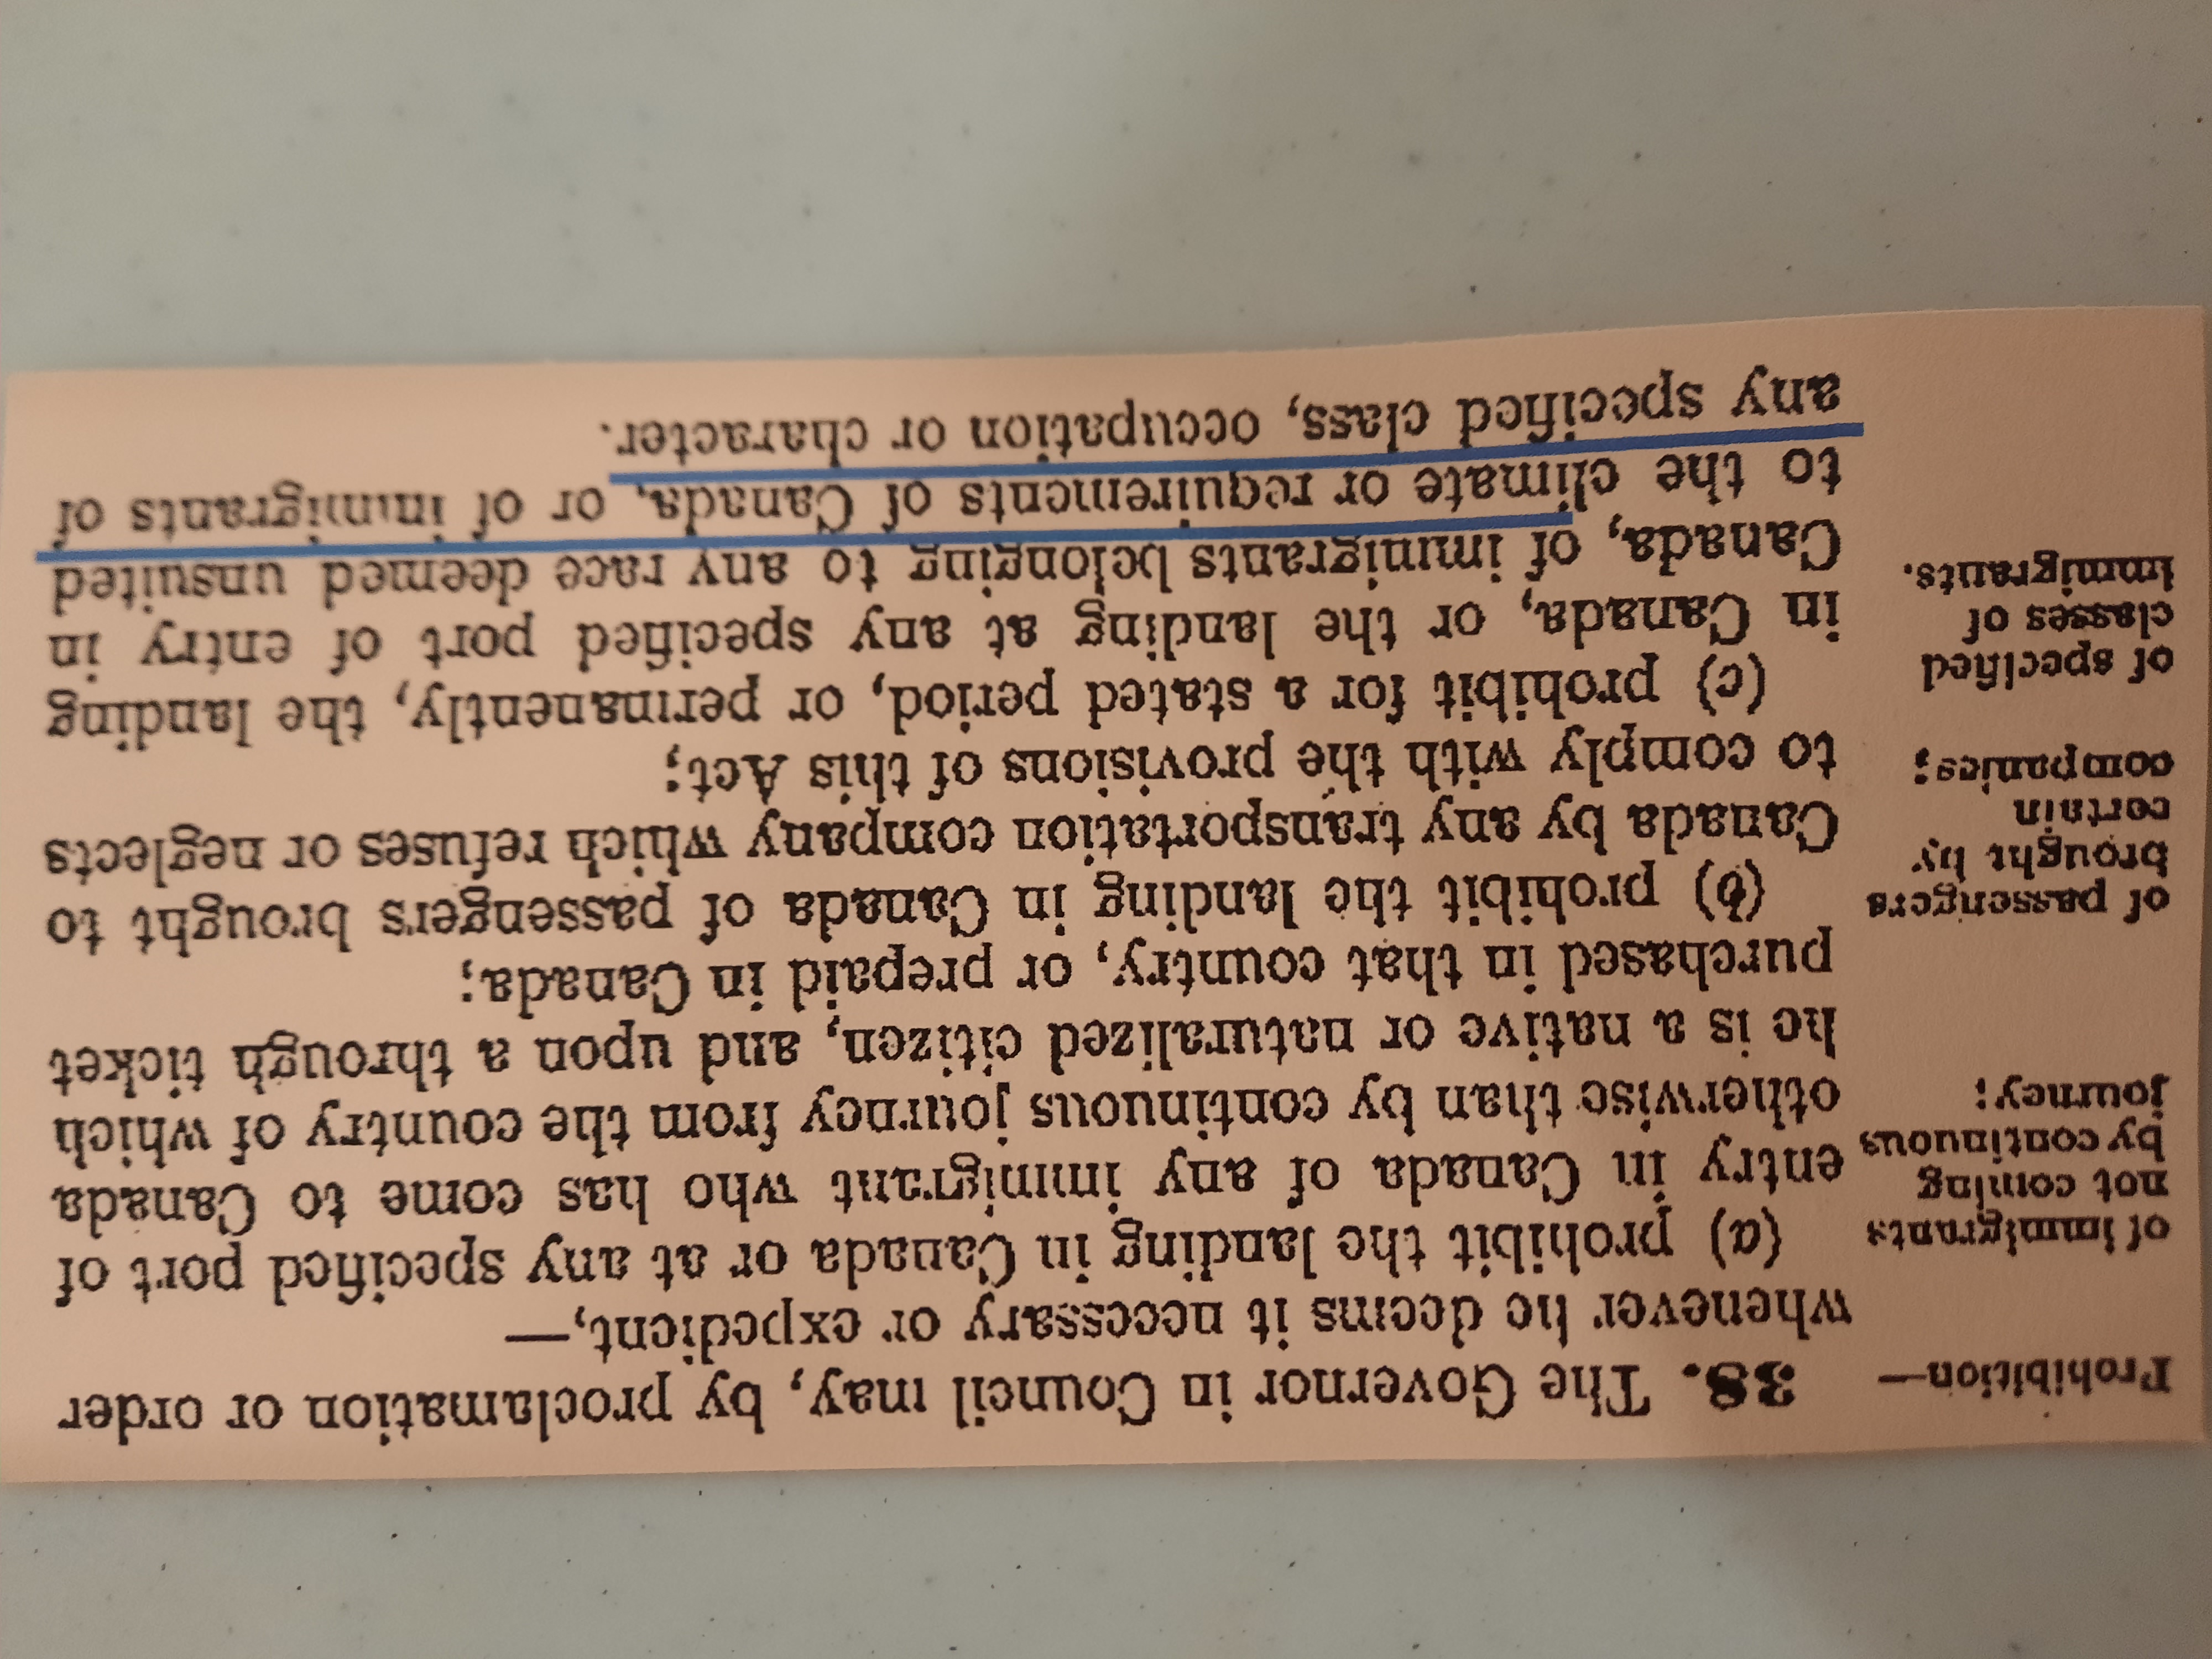 Prohibition—
38. The Governor in Council may, by proclamation or order
whenever he deems it necessary or expedient,—
of immigrants
not coming
by continuous
journey;
(a) prohibit the landing in Canada or at any specified port of
entry in Canada of any immigrant who has come to Canada
otherwise than by continuous journey from the country of which
he is a native or naturalized citizen, and upon a through ticket
purchased in that country, or prepaid in Canada;
of passengers
brought by
certain
companies;
(b) prohibit the landing in Canada of passengers brought to
Canada by any transportation company which refuses or neglects
to comply with the provisions of this Act;
of specified
classes of
immigrants.
(c) prohibit for a stated period, or permanently, the landing
in Canada, or the landing at any specified port of entry in
Canada, of immigrants belonging to any race deemed unsuited
to the climate or requirements of Canada, or of immigrants of
any specified class, occupation or character.